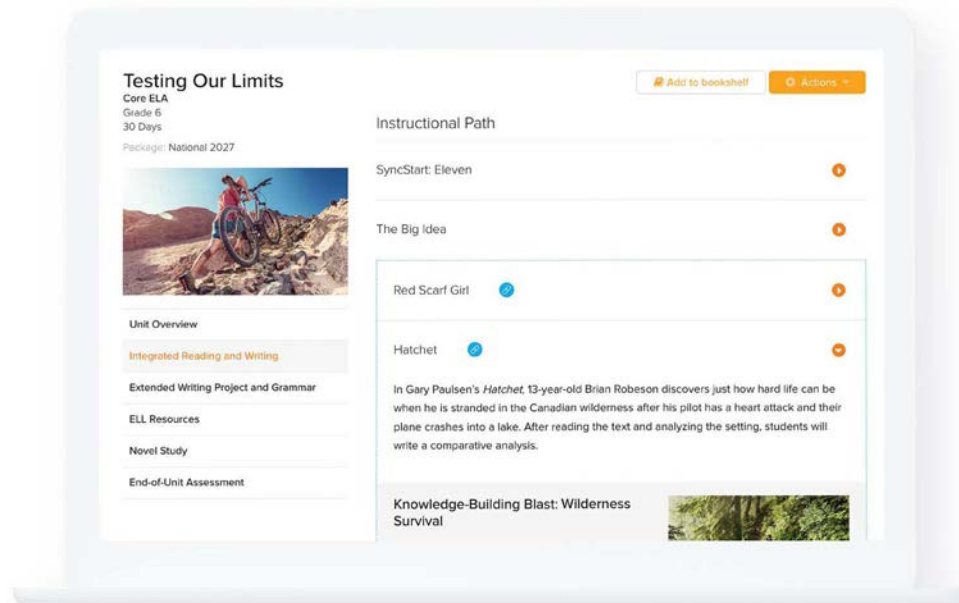 Testing Our Limits
Core ELA
Grade 6
30 Days
Package: National 2027
Unit Overview
Integrated Reading and Writing
Extended Writing Project and Grammar
ELL Resources
Novel Study
End-of-Unit Assessment
Add to bookshelf
Actions
Instructional Path
SyncStart: Eleven
The Big Idea
Red Scarf Girl
Hatchet
In Gary Paulsen's Hatchet, 13-year-old Brian Robeson discovers just how hard life can be
when he is stranded in the Canadian wilderness after his pilot has a heart attack and their
plane crashes into a lake. After reading the text and analyzing the setting, students will
write a comparative analysis.
Knowledge-Building Blast: Wilderness
Survival